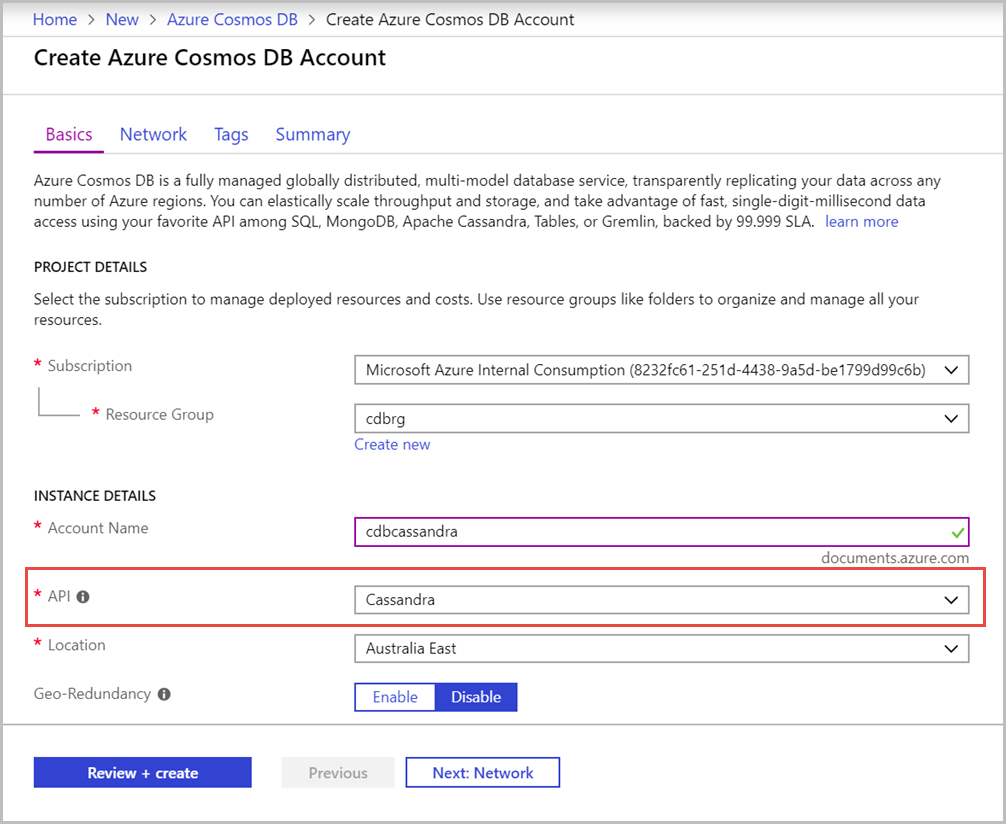 Home > New > Azure Cosmos DB > Create Azure Cosmos DB Account
Create Azure Cosmos DB Account
Basics Network Tags Summary
Azure Cosmos DB is a fully managed globally distributed, multi-model database service, transparently replicating your data across any
number of Azure regions. You can elastically scale throughput and storage, and take advantage of fast, single-digit-millisecond data
access using your favorite API among SQL, MongoDB, Apache Cassandra, Tables, or Gremlin, backed by 99.999 SLA. learn more
PROJECT DETAILS
Select the subscription to manage deployed resources and costs. Use resource groups like folders to organize and manage all your
resources.
* Subscription
Microsoft Azure Internal Consumption (8232fc61-251d-4438-9a5d-be1799d99c6b)
* Resource Group
cdbrg
Create new
INSTANCE DETAILS
* Account Name
cdbcassandra
documents.azure.com
* API
Cassandra
* Location
Australia East
Geo-Redundancy
Enable Disable
Review + create Previous Next: Network